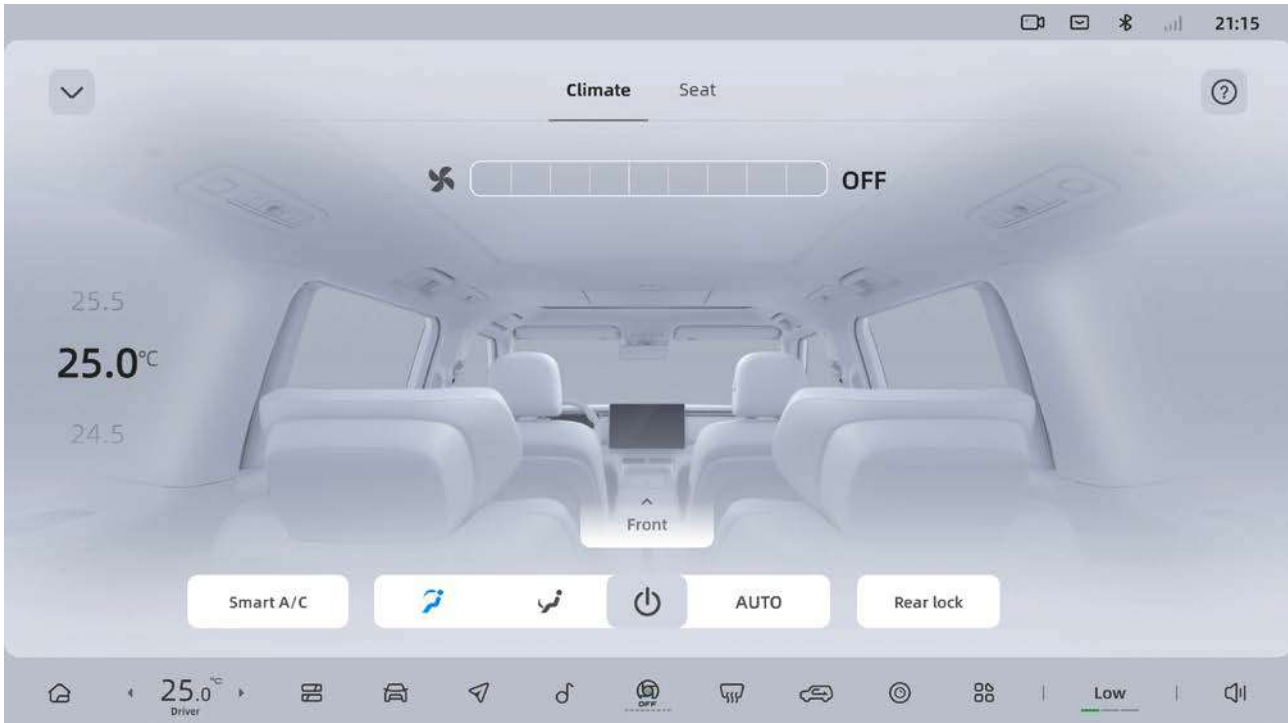 21:15
Climate Seat
OFF
25.5
25.0°C
24.5
Front
Smart A/C AUTO Rear lock
25.0°C
Driver
OFF
Low